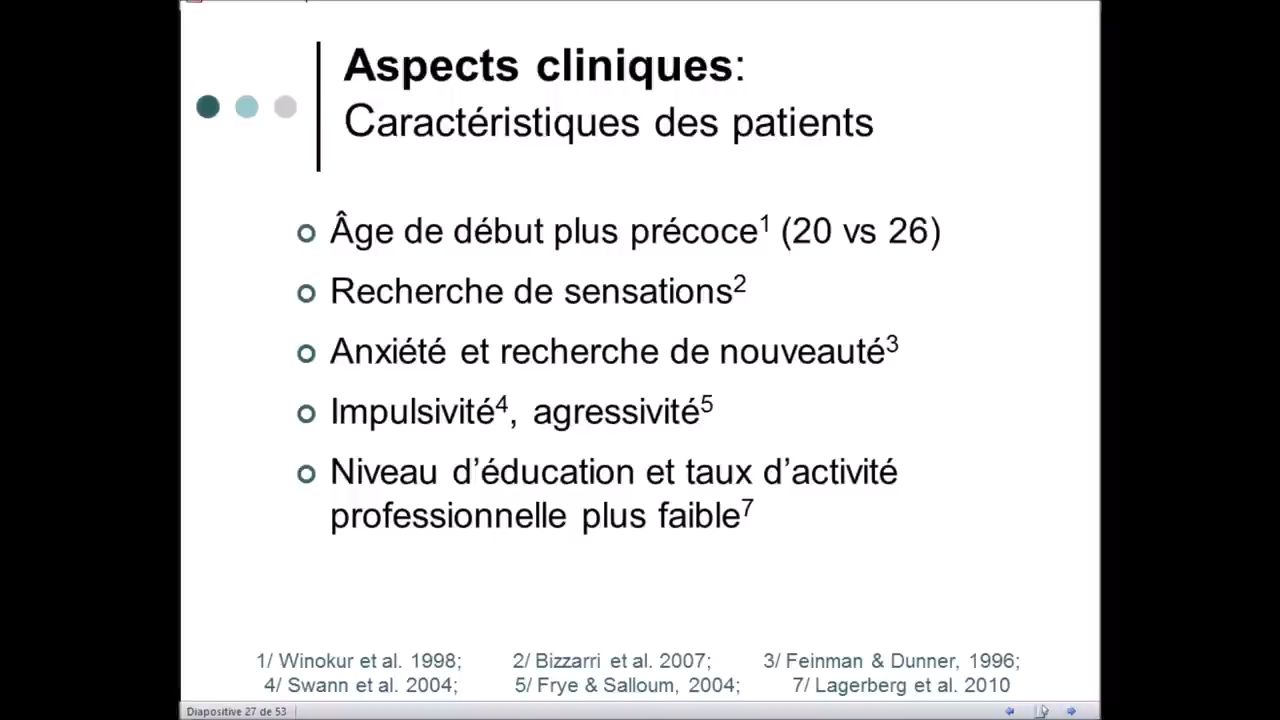 Aspects cliniques:
Caractéristiques des patients
Âge de début plus précoce¹ (20 vs 26)
Recherche de sensations²
Anxiété et recherche de nouveauté³
Impulsivité⁴, agressivité⁵
Niveau d’éducation et taux d’activité
professionnelle plus faible⁷
1/ Winokur et al. 1998; 2/ Bizzarri et al. 2007; 3/ Feinman & Dunner, 1996;
4/ Swann et al. 2004; 5/ Frye & Salloum, 2004; 7/ Lagerberg et al. 2010
Diapositive 27 de 53